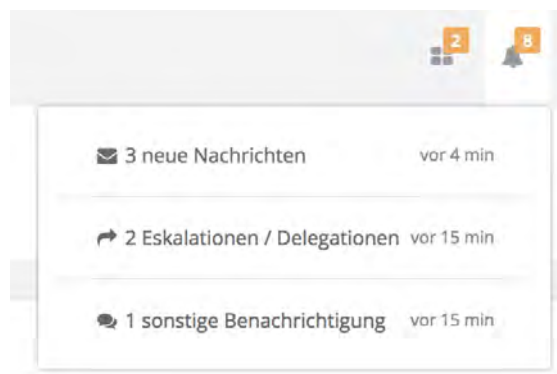 2 8
3 neue Nachrichten vor 4 min
2 Eskalationen / Delegationen vor 15 min
1 sonstige Benachrichtigung vor 15 min